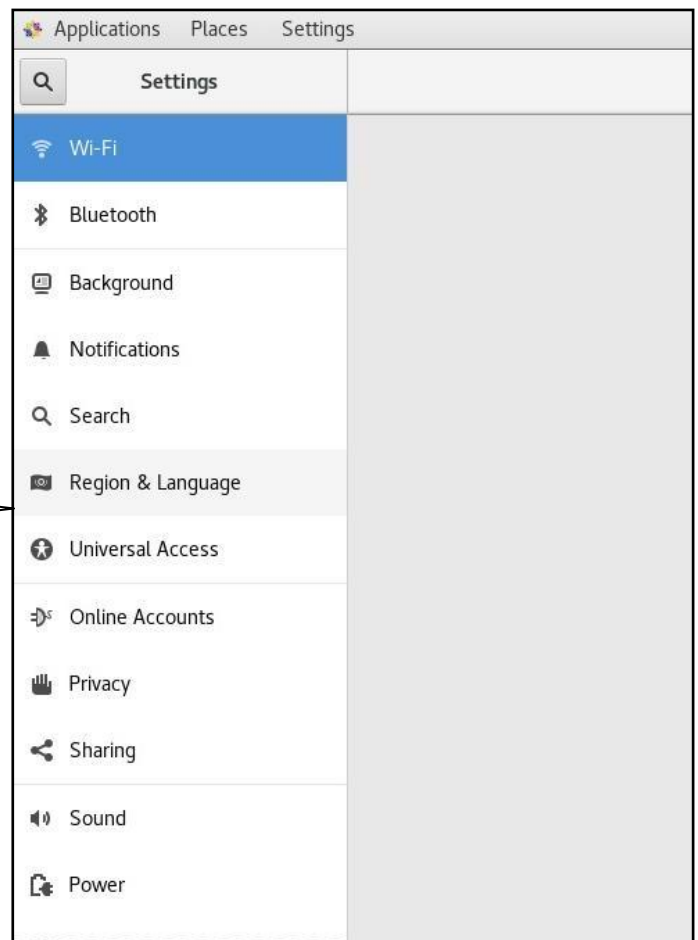 Applications Places Settings
Settings
Wi-Fi
Bluetooth
Background
Notifications
Search
Region & Language
Universal Access
Online Accounts
Privacy
Sharing
Sound
Power